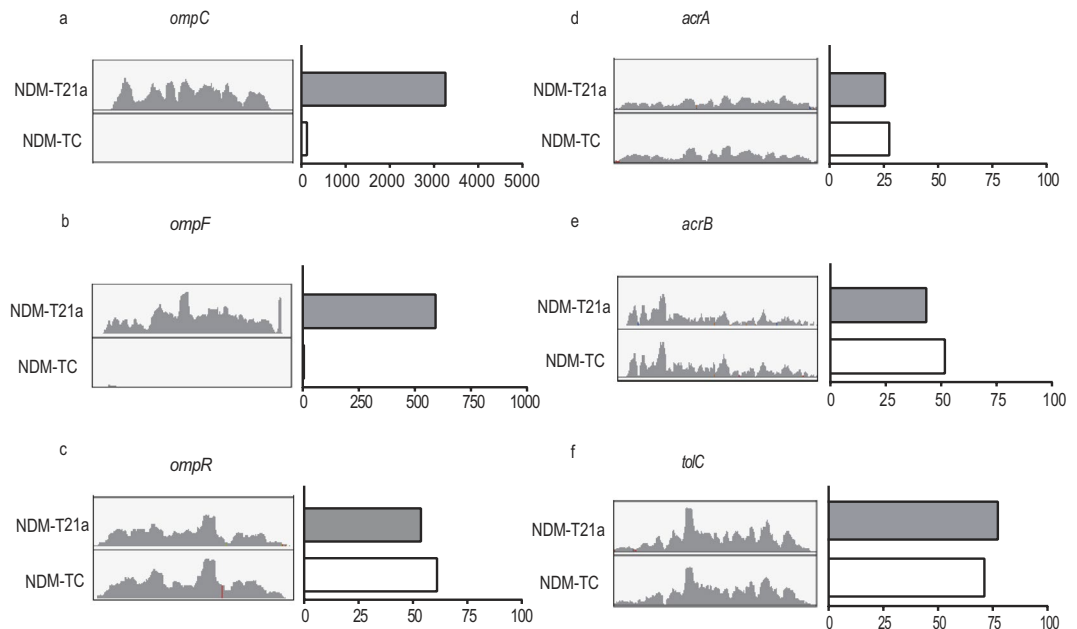 a ompC
NDM-T21a
NDM-TC
0 1000 2000 3000 4000 5000
b ompF
NDM-T21a
NDM-TC
0 250 500 750 1000
c ompR
NDM-T21a
NDM-TC
0 25 50 75 100
d acrA
NDM-T21a
NDM-TC
0 25 50 75 100
e acrB
NDM-T21a
NDM-TC
0 25 50 75 100
f tolC
NDM-T21a
NDM-TC
0 25 50 75 100